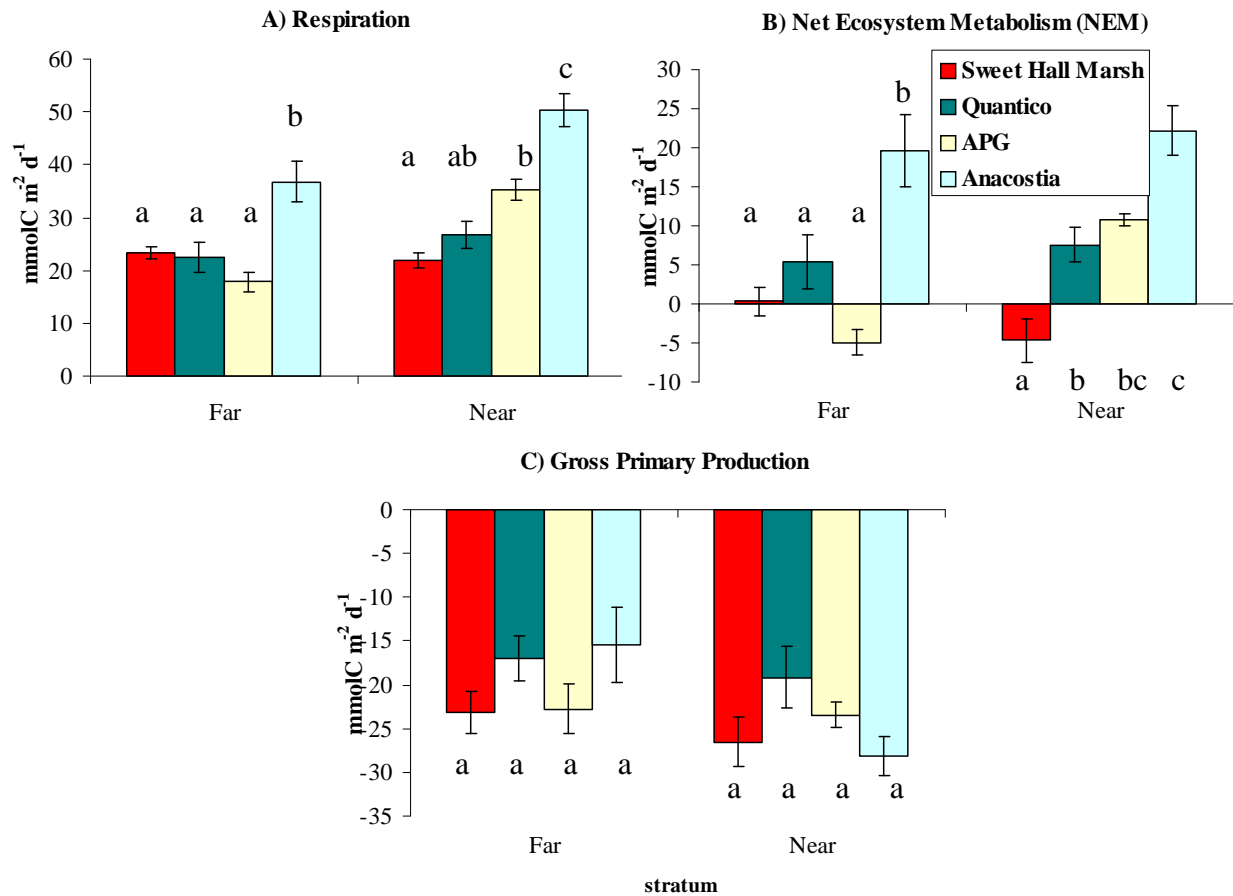 A) Respiration
mmolC m⁻² d⁻¹
60
50
40
30
20
10
0
a
a
a
b
a
ab
b
c
Far
Near
B) Net Ecosystem Metabolism (NEM)
Sweet Hall Marsh
Quantico
APG
Anacostia
mmolC m⁻² d⁻¹
30
25
20
15
10
5
0
-5
-10
a
a
a
b
a
b
bc
c
Far
Near
C) Gross Primary Production
mmolC m⁻² d⁻¹
0
-5
-10
-15
-20
-25
-30
-35
a
a
a
a
a
a
a
a
Far
Near
stratum